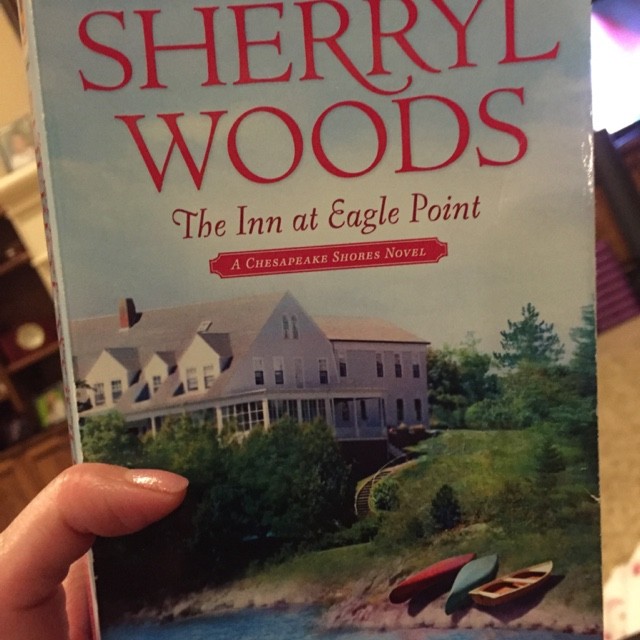 SHERRYL
WOODS
The Inn at Eagle Point
A CHESAPEAKE SHORES NOVEL